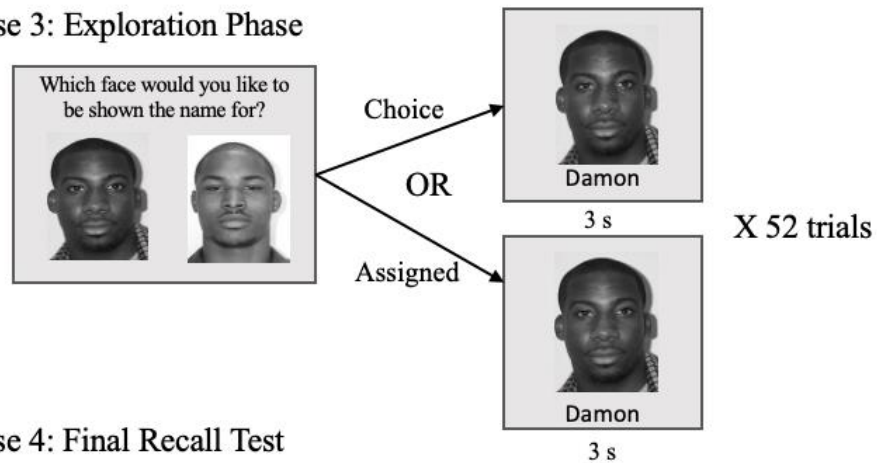 se 3: Exploration Phase
Which face would you like to
be shown the name for?
Choice
OR
Assigned
Damon
3 s
X 52 trials
Damon
3 s
se 4: Final Recall Test